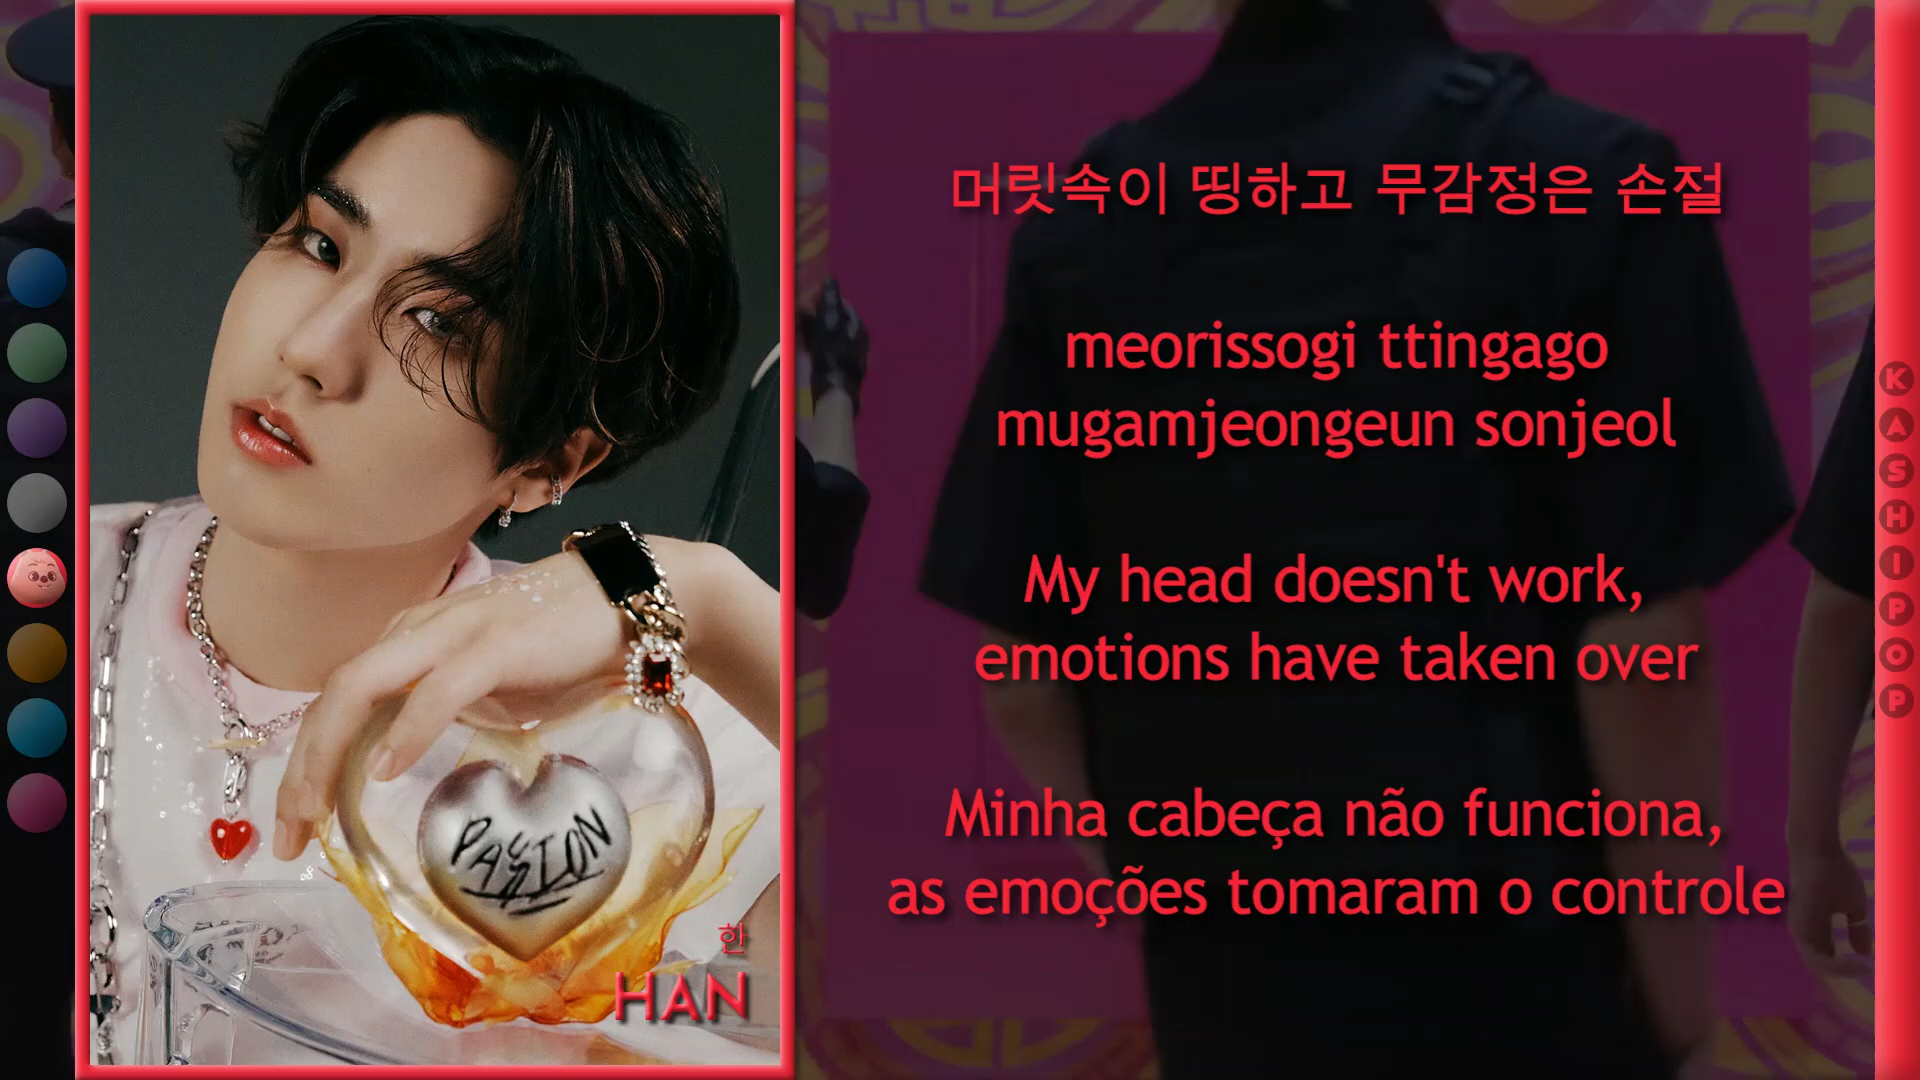 머릿속이 띵하고 무감정은 손절
meorissogi ttingago
mugamjeongeun sonjeol
My head doesn't work,
emotions have taken over
Minha cabeça não funciona,
as emoções tomaram o controle
PASSION
한
HAN
KASHIPOP